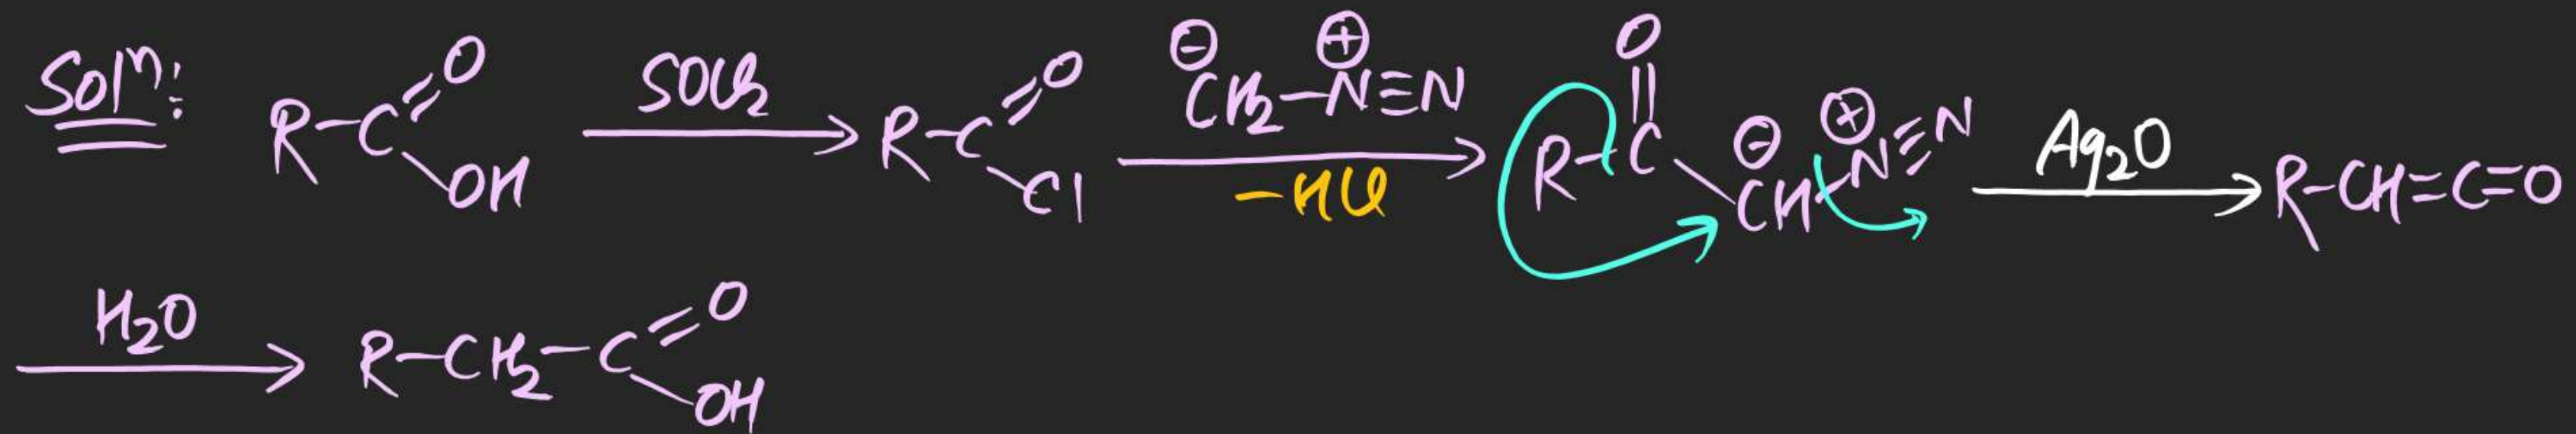 Solⁿ: R-C(=O)-OH —SOCl₂→ R-C(=O)-Cl —⊖CH₂-N⊕≡N, -HCl→ R-C(=O)-⊖CH-N⊕≡N —Ag₂O→ R-CH=C=O
—H₂O→ R-CH₂-C(=O)-OH